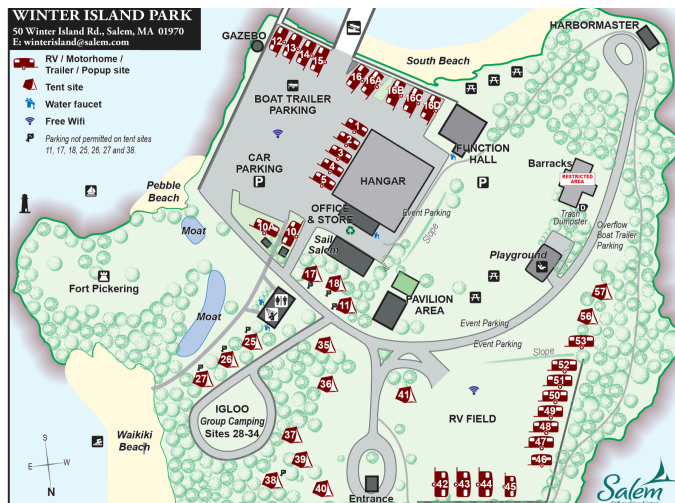 WINTER ISLAND PARK
50 Winter Island Rd., Salem, MA 01970
E: winterisland@salem.com
RV / Motorhome /
Trailer / Popup site
Tent site
Water faucet
Free Wifi
P
Parking not permitted on tent sites
11, 17, 18, 25, 26, 27 and 38.
GAZEBO
12
13
14
15
South Beach
HARBORMASTER
16
16A
16B
16C
16D
BOAT TRAILER
PARKING
1
2
3
4
5
CAR
PARKING
P
HANGAR
FUNCTION
HALL
P
Barracks
RESTRICTED
AREA
D
Trash
Dumpster
Overflow
Boat Trailer
Parking
Pebble
Beach
Moat
OFFICE
& STORE
Event Parking
Slope
10A
10
Sail
Salem
Playground
Fort Pickering
17
18
11
PAVILION
AREA
57
56
53
Moat
Event Parking
Event Parking
Slope
25
26
27
35
36
41
52
51
50
49
48
47
46
IGLOO
Group Camping
Sites 28-34
RV FIELD
Waikiki
Beach
37
39
38
40
42
43
44
45
S
E
W
N
Entrance
Salem